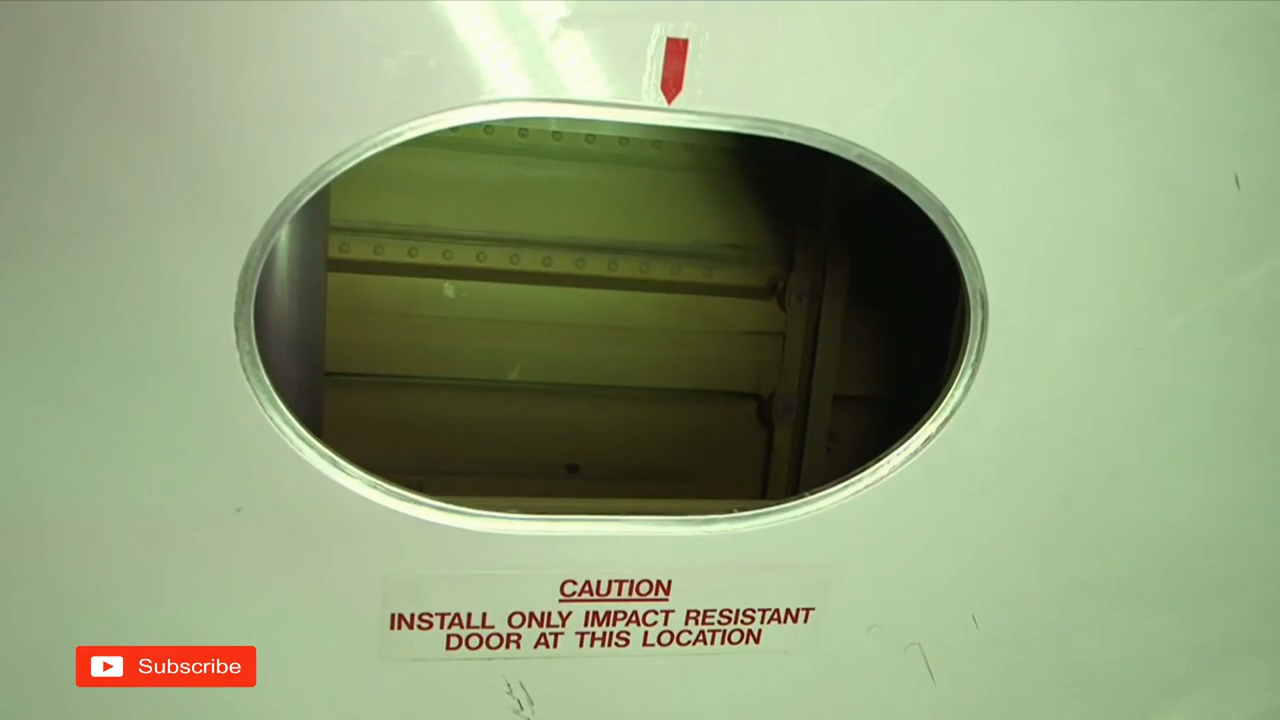 CAUTION
INSTALL ONLY IMPACT RESISTANT
DOOR AT THIS LOCATION
Subscribe